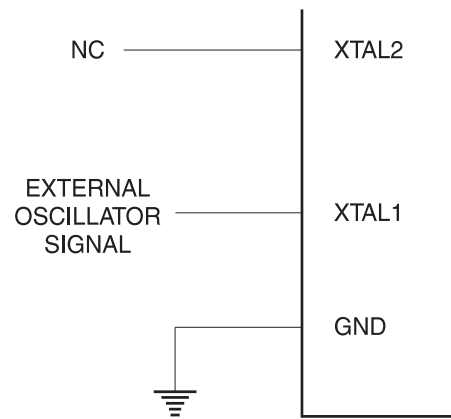 NC
XTAL2
EXTERNAL
OSCILLATOR
SIGNAL
XTAL1
GND